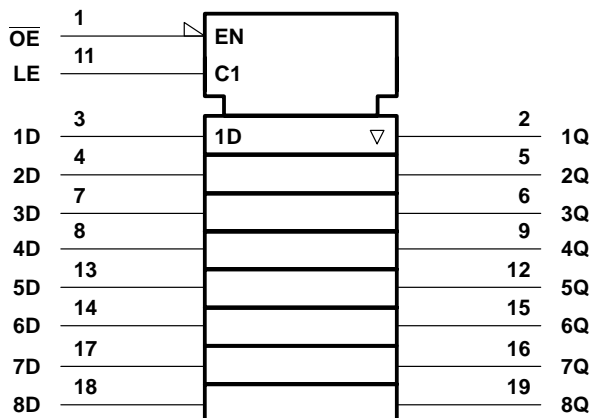 1
OE EN
11
LE C1
3 2
1D 1D 1Q
4 5
2D 2Q
7 6
3D 3Q
8 9
4D 4Q
13 12
5D 5Q
14 15
6D 6Q
17 16
7D 7Q
18 19
8D 8Q